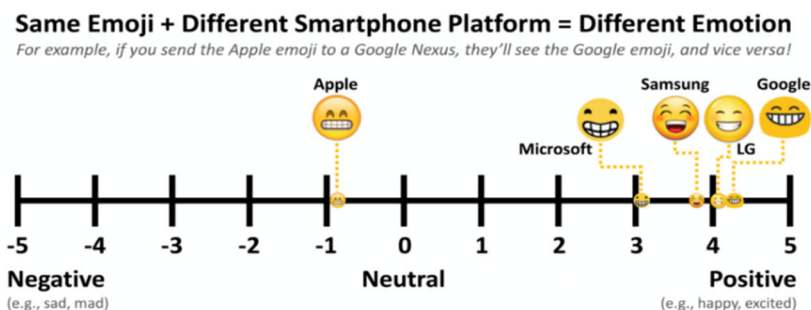 Same Emoji + Different Smartphone Platform = Different Emotion
For example, if you send the Apple emoji to a Google Nexus, they'll see the Google emoji, and vice versa!
Apple
Samsung
Google
Microsoft
LG
-5 -4 -3 -2 -1 0 1 2 3 4 5
Negative Neutral Positive
(e.g., sad, mad) (e.g., happy, excited)